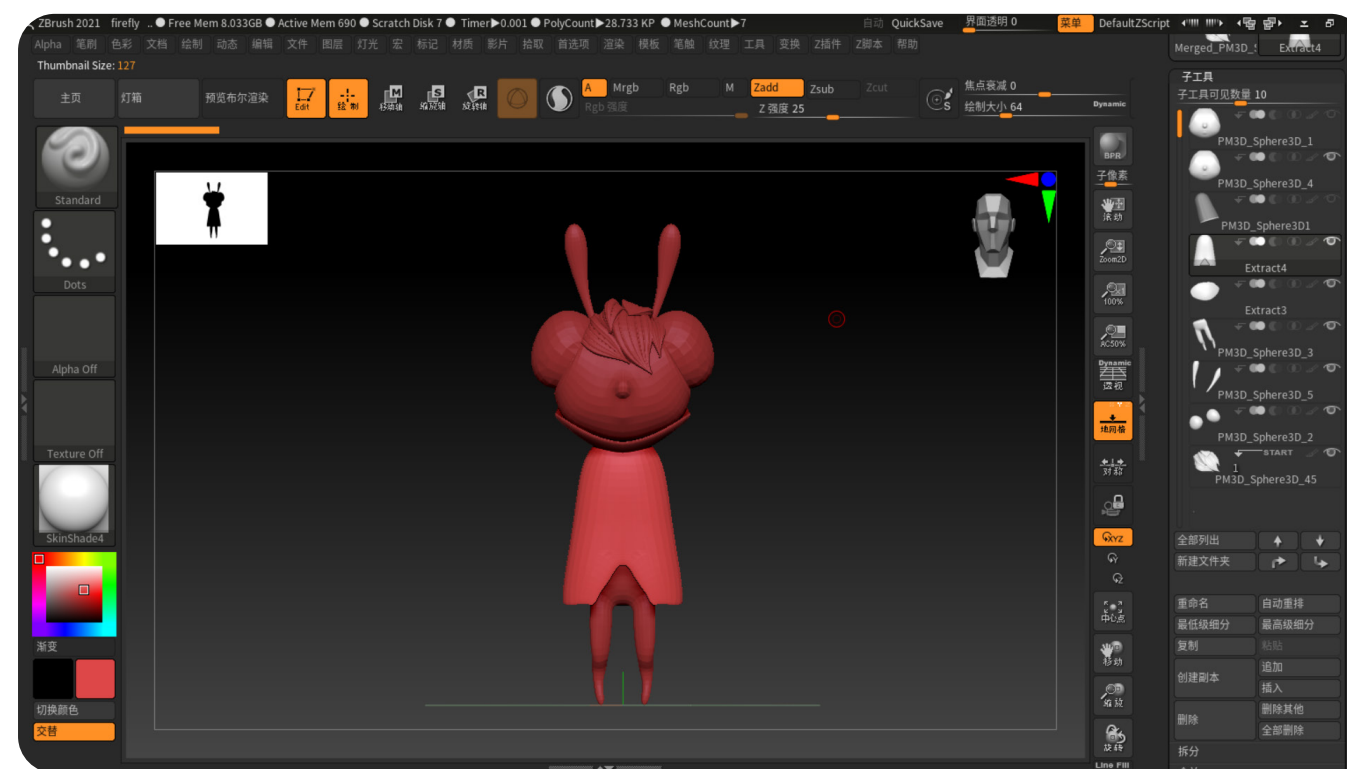 ZBrush 2021 firefly .. ● Free Mem 8.033GB ● Active Mem 690 ● Scratch Disk 7 ● Timer▶0.001 ● PolyCount▶28.733 KP ● MeshCount▶7 自动 QuickSave 界面透明 0 菜单 DefaultZScript
Alpha 笔刷 色彩 文档 绘制 动态 编辑 文件 图层 灯光 宏 标记 材质 影片 拾取 首选项 渲染 模板 笔触 纹理 工具 变换 Z插件 Z脚本 帮助
Thumbnail Size: 127
主页 灯箱 预览布尔渲染 Edit 绘制 M 移动轴 S 缩放轴 R 旋转轴
A Mrgb Rgb M Zadd Zsub Zcut
Rgb 强度 Z 强度 25
S 焦点衰减 0
绘制大小 64 Dynamic
Standard
Dots
Alpha Off
Texture Off
SkinShade4
渐变
切换颜色
交替
BPR
子像素
滚动
Zoom2D
100%
AC50%
Dynamic
透视
地网格
对称
XYZ
Y
Z
中心点
移动
缩放
旋转
Line Fill
Merged_PM3D_ Extract4
子工具
子工具可见数量 10
PM3D_Sphere3D_1
PM3D_Sphere3D_4
PM3D_Sphere3D1
Extract4
Extract3
PM3D_Sphere3D_3
PM3D_Sphere3D_5
PM3D_Sphere3D_2
START
1
PM3D_Sphere3D_45
全部列出
新建文件夹
重命名 自动重排
最低级细分 最高级细分
复制 粘贴
创建副本 追加
插入
删除 删除其他
全部删除
拆分